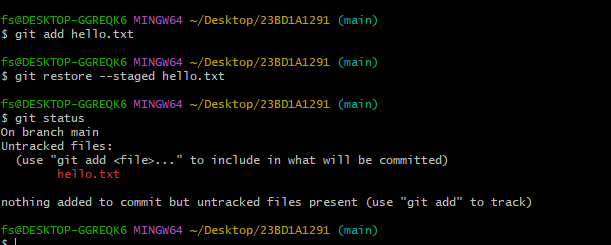 fs@DESKTOP-GGREQK6 MINGW64 ~/Desktop/23BD1A1291 (main)
$ git add hello.txt
fs@DESKTOP-GGREQK6 MINGW64 ~/Desktop/23BD1A1291 (main)
$ git restore --staged hello.txt
fs@DESKTOP-GGREQK6 MINGW64 ~/Desktop/23BD1A1291 (main)
$ git status
On branch main
Untracked files:
  (use "git add <file>..." to include in what will be committed)
        hello.txt
nothing added to commit but untracked files present (use "git add" to track)
fs@DESKTOP-GGREQK6 MINGW64 ~/Desktop/23BD1A1291 (main)
$